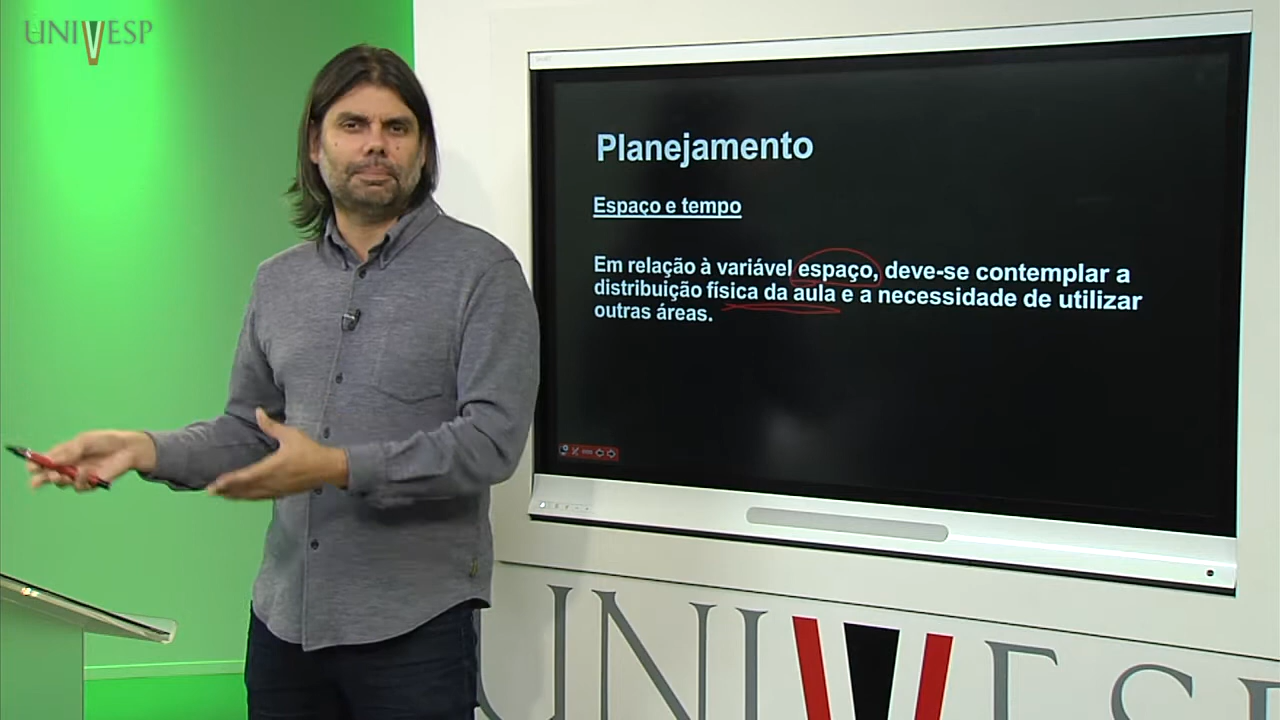 UNIVESP
Planejamento
Espaço e tempo
Em relação à variável espaço, deve-se contemplar a
distribuição física da aula e a necessidade de utilizar
outras áreas.
UNIVESP